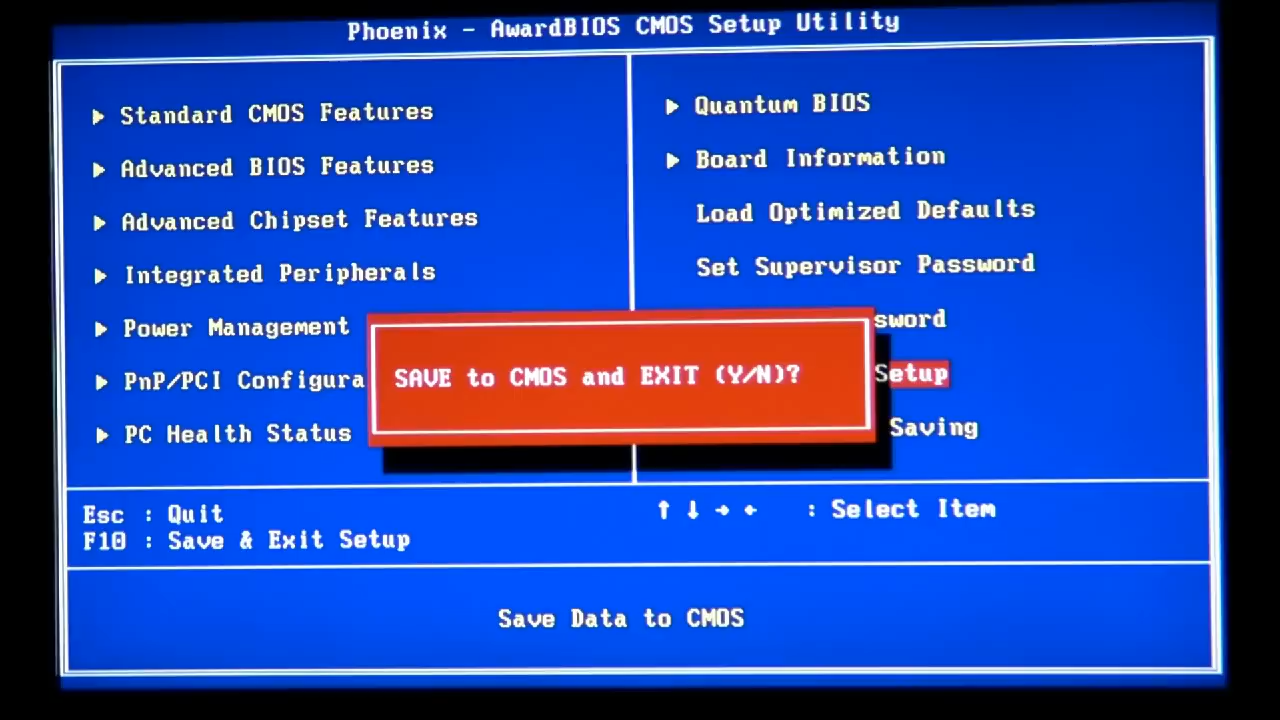 Phoenix - AwardBIOS CMOS Setup Utility
Standard CMOS Features
Advanced BIOS Features
Advanced Chipset Features
Integrated Peripherals
Power Management
PnP/PCI Configura
PC Health Status
Quantum BIOS
Board Information
Load Optimized Defaults
Set Supervisor Password
sword
Setup
Saving
SAVE to CMOS and EXIT (Y/N)?
Esc : Quit
F10 : Save & Exit Setup
↑ ↓ → ← : Select Item
Save Data to CMOS